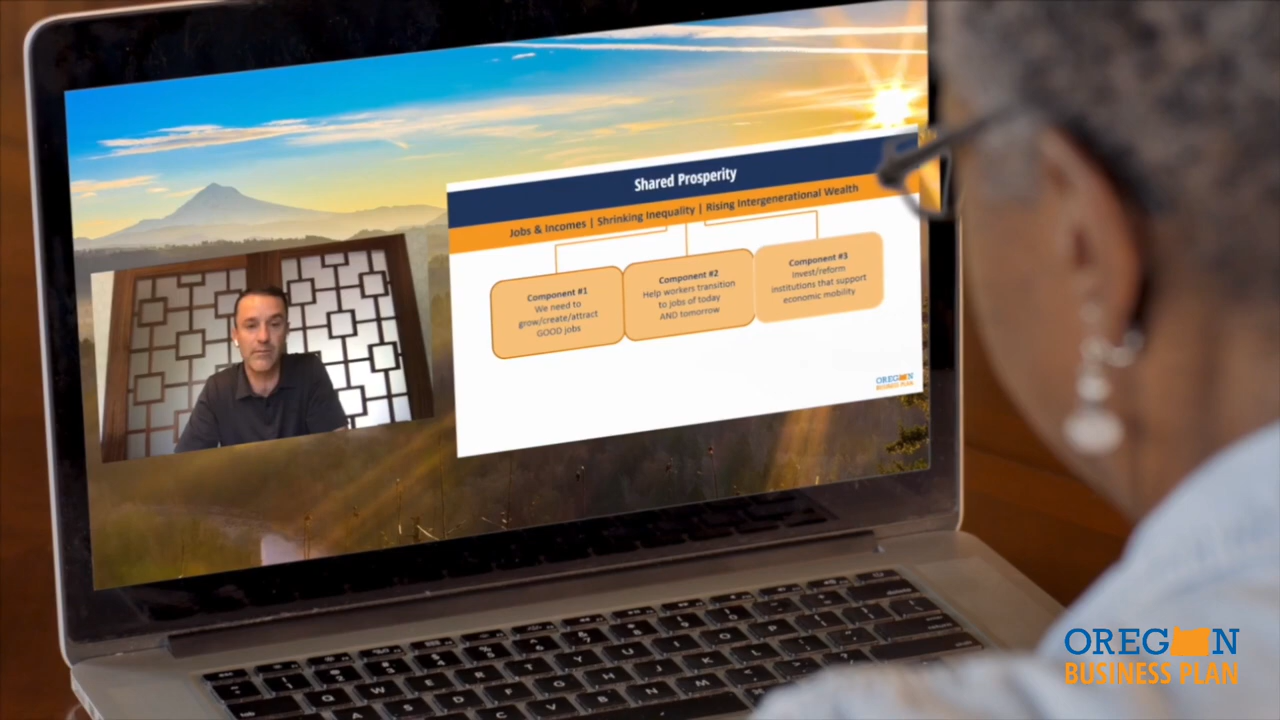 Shared Prosperity
Jobs & Incomes | Shrinking Inequality | Rising Intergenerational Wealth
Component #1
We need to
grow/create/attract
GOOD jobs
Component #2
Help workers transition
to jobs of today
AND tomorrow
Component #3
Invest/reform
institutions that support
economic mobility
OREGON
BUSINESS PLAN
tab
Q W E R T Y U I O P
A S D F G H J K L
C V B N M
OREGON
BUSINESS PLAN